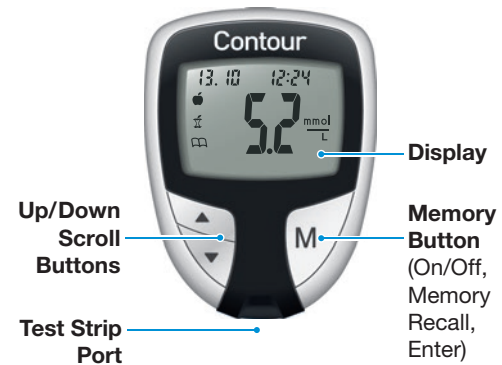 Contour
13.10 12:24
5.2 mmol
L
Display
Up/Down
Scroll
Buttons
M
Memory
Button
(On/Off,
Memory
Recall,
Enter)
Test Strip
Port